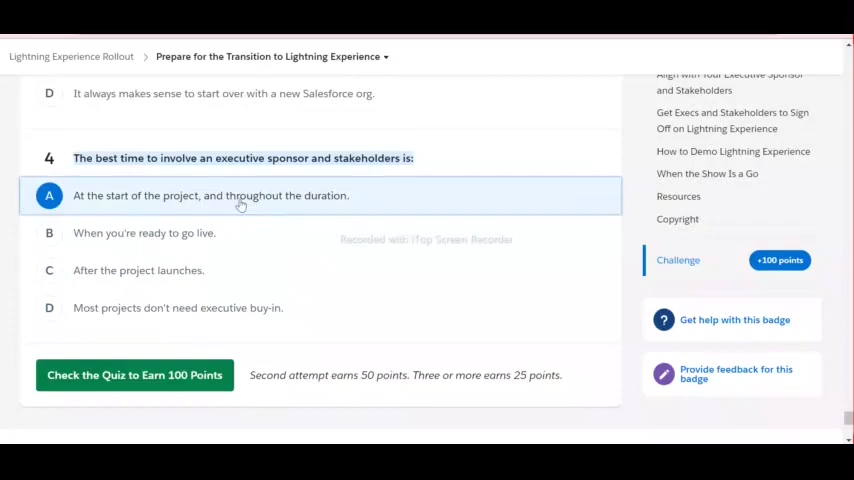 Lightning Experience Rollout > Prepare for the Transition to Lightning Experience
D It always makes sense to start over with a new Salesforce org.
4 The best time to involve an executive sponsor and stakeholders is:
A At the start of the project, and throughout the duration.
B When you're ready to go live.
C After the project launches.
D Most projects don't need executive buy-in.
Check the Quiz to Earn 100 Points
Second attempt earns 50 points. Three or more earns 25 points.
Recorded with iTop Screen Recorder
Align with Your Executive Sponsor
and Stakeholders
Get Execs and Stakeholders to Sign
Off on Lightning Experience
How to Demo Lightning Experience
When the Show Is a Go
Resources
Copyright
Challenge +100 points
? Get help with this badge
Provide feedback for this
badge